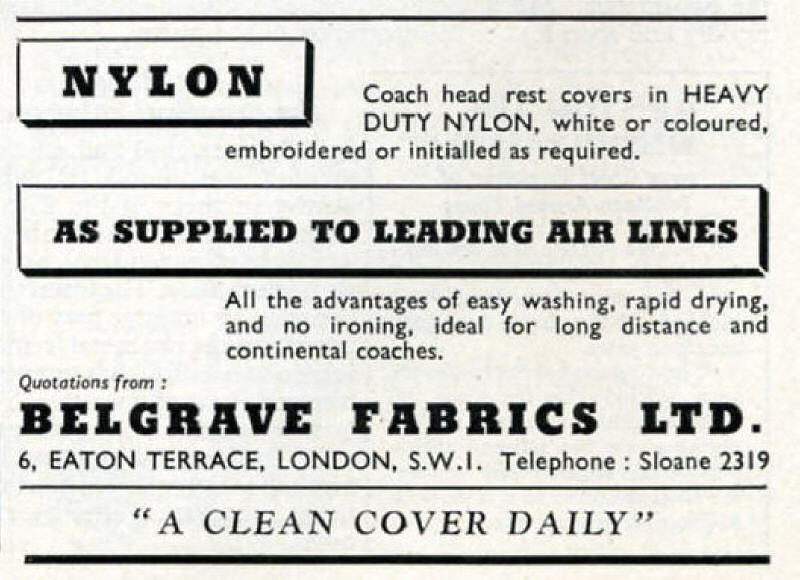 NYLON
Coach head rest covers in HEAVY
DUTY NYLON, white or coloured,
embroidered or initialled as required.
AS SUPPLIED TO LEADING AIR LINES
All the advantages of easy washing, rapid drying,
and no ironing, ideal for long distance and
continental coaches.
Quotations from :
BELGRAVE FABRICS LTD.
6, EATON TERRACE, LONDON, S.W.1. Telephone : Sloane 2319
"A CLEAN COVER DAILY"